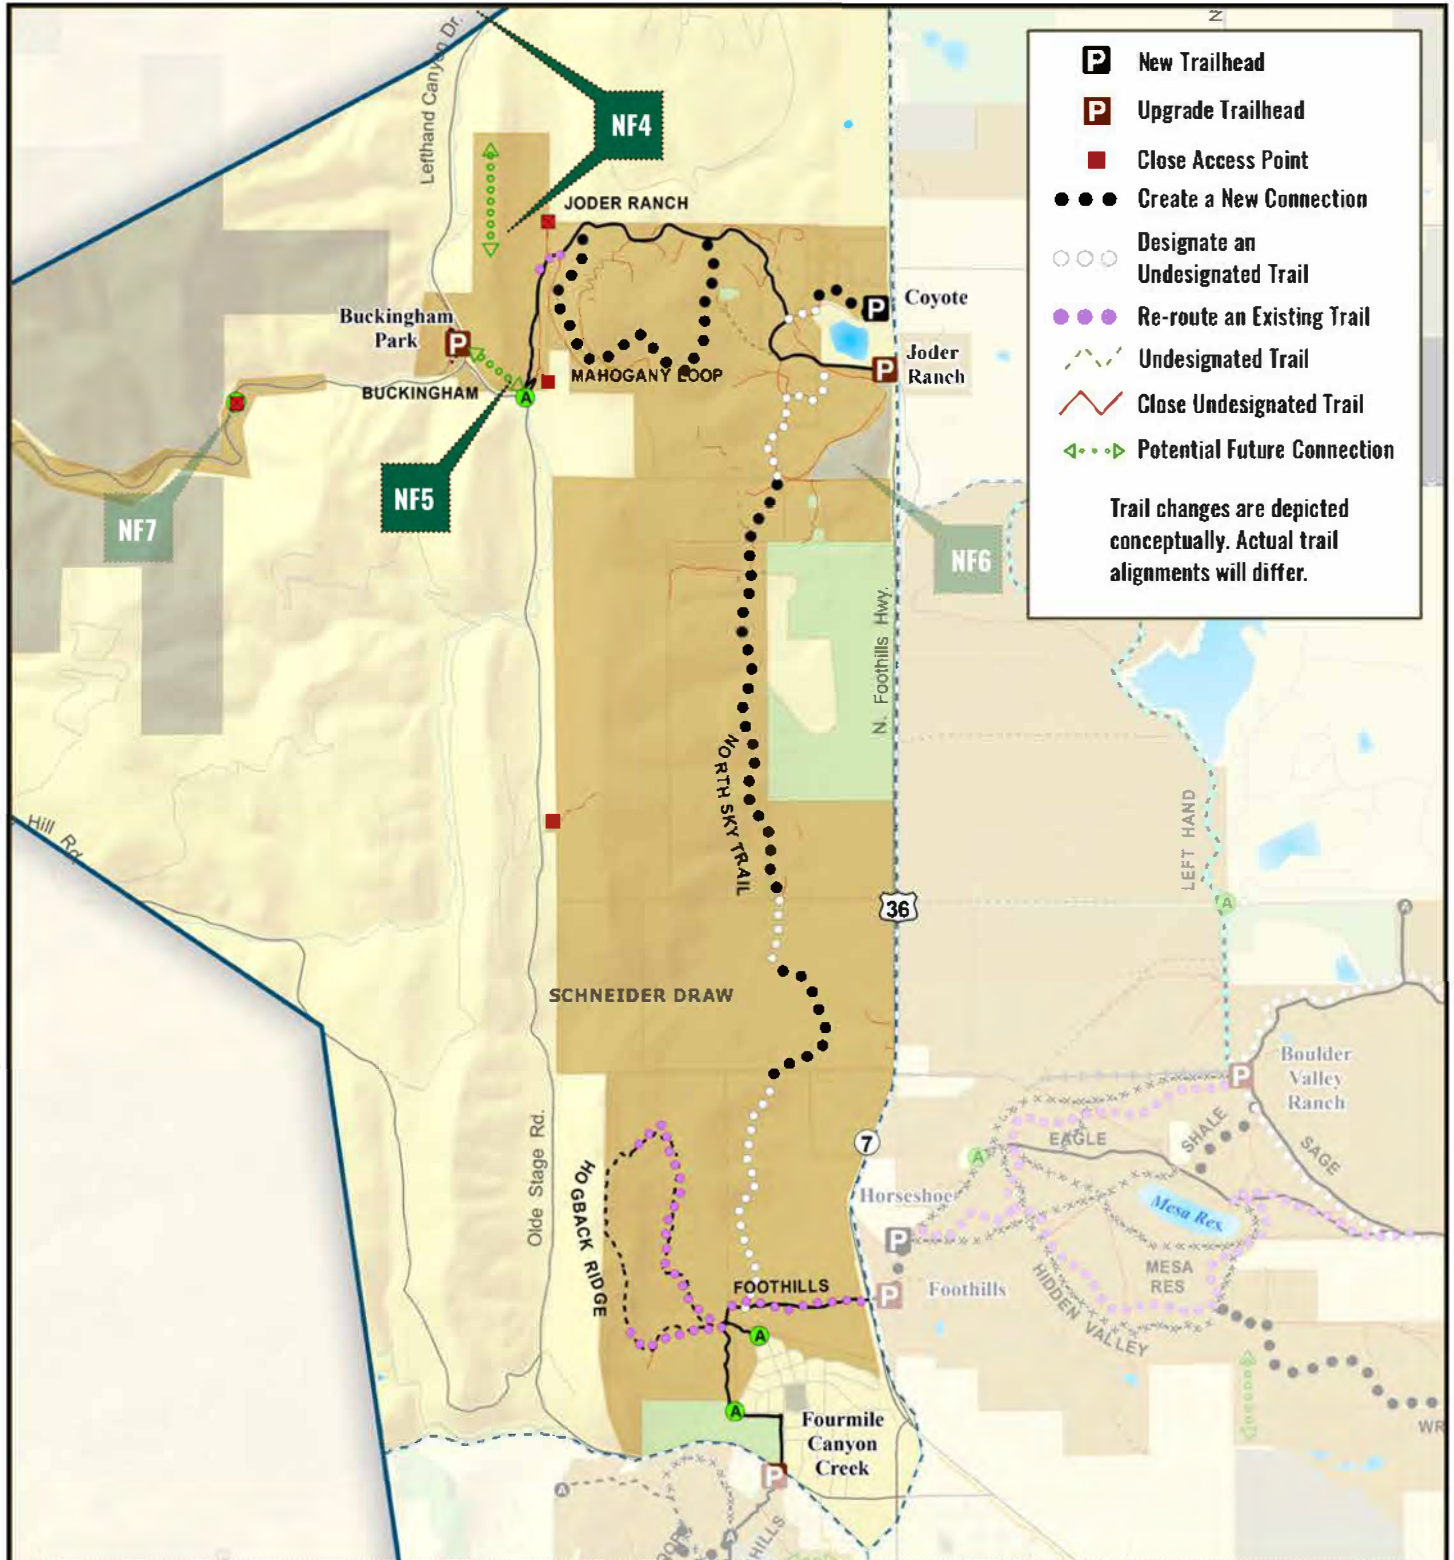 Lefthand Canyon Dr.
N
P New Trailhead
P Upgrade Trailhead
Close Access Point
Create a New Connection
Designate an
Undesignated Trail
Re-route an Existing Trail
Undesignated Trail
Close Undesignated Trail
Potential Future Connection
Trail changes are depicted
conceptually. Actual trail
alignments will differ.
NF4
JODER RANCH
Buckingham
Park
P
P
Coyote
Joder
Ranch
P
MAHOGANY LOOP
BUCKINGHAM
A
NF5
NF7
NF6
N. Foothills Hwy.
NORTH SKY TRAIL
Hill Rd
LEFT HAND
A
A
36
SCHNEIDER DRAW
Boulder
Valley
Ranch
P
Olde Stage Rd.
7
EAGLE
SHALE
SAGE
A
HOGBACK RIDGE
Horseshoe
P
Mesa Res.
MESA
RES
HIDDEN VALLEY
FOOTHILLS
P
Foothills
A
A
Fourmile
Canyon
Creek
P
WR
A
A
HILLS